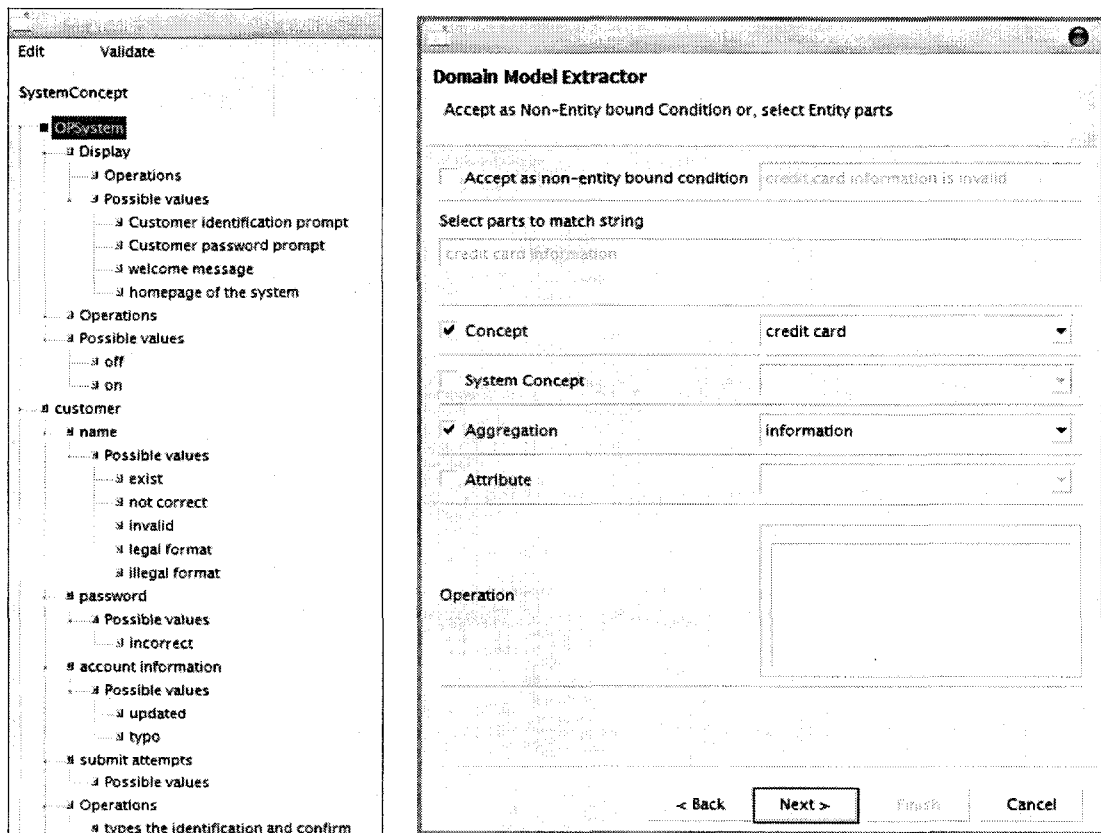 Edit Validate
SystemConcept
OPSystem
Display
Operations
Possible values
Customer identification prompt
Customer password prompt
welcome message
homepage of the system
Operations
Possible values
off
on
customer
name
Possible values
exist
not correct
invalid
legal format
illegal format
password
Possible values
incorrect
account information
Possible values
updated
typo
submit attempts
Possible values
Operations
types the identification and confirm
Domain Model Extractor
Accept as Non-Entity bound Condition or, select Entity parts
Accept as non-entity bound condition credit card information is invalid
Select parts to match string
credit card information
Concept credit card
System Concept
Aggregation information
Attribute
Operation
< Back Next > Finish Cancel